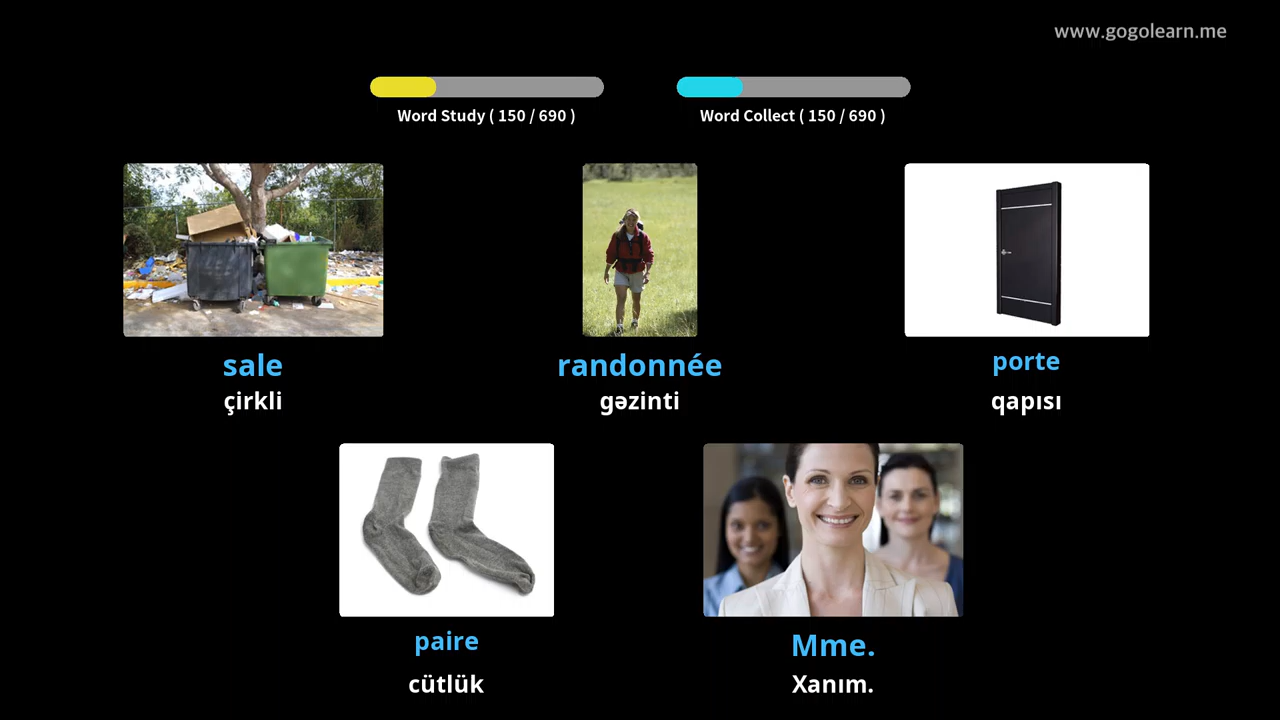 www.gogolearn.me
Word Study ( 150 / 690 )
Word Collect ( 150 / 690 )
sale
çirkli
randonnée
gəzinti
porte
qapısı
paire
cütlük
Mme.
Xanım.